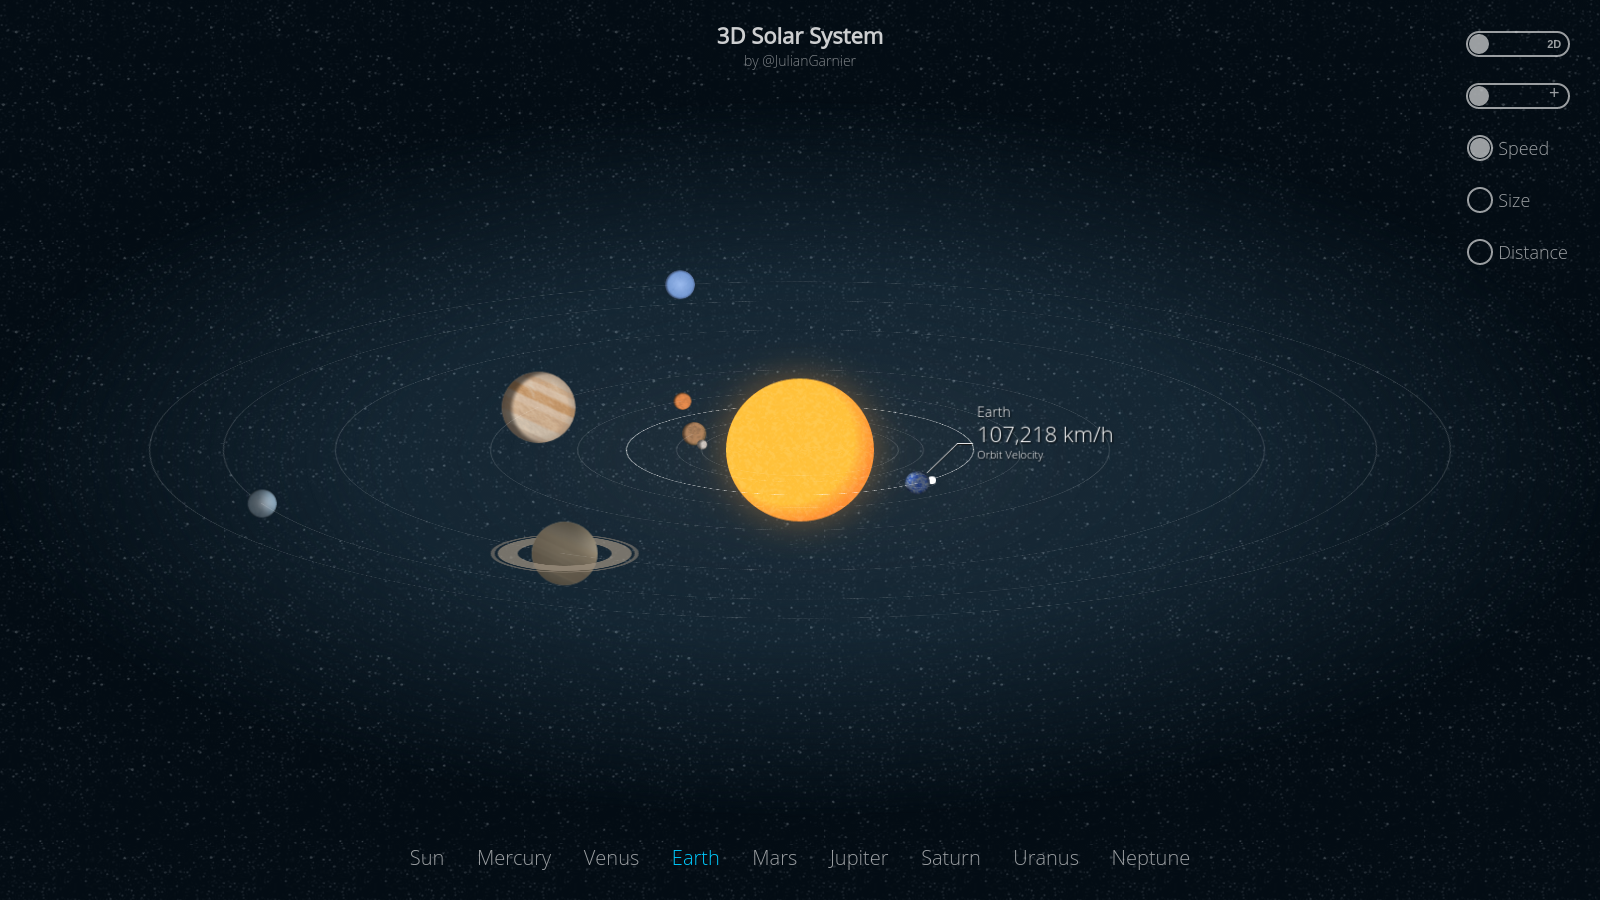 3D Solar System
by @JulianGarnier
2D
+
Speed
Size
Distance
Earth
107,218 km/h
Orbit Velocity
Sun Mercury Venus Earth Mars Jupiter Saturn Uranus Neptune